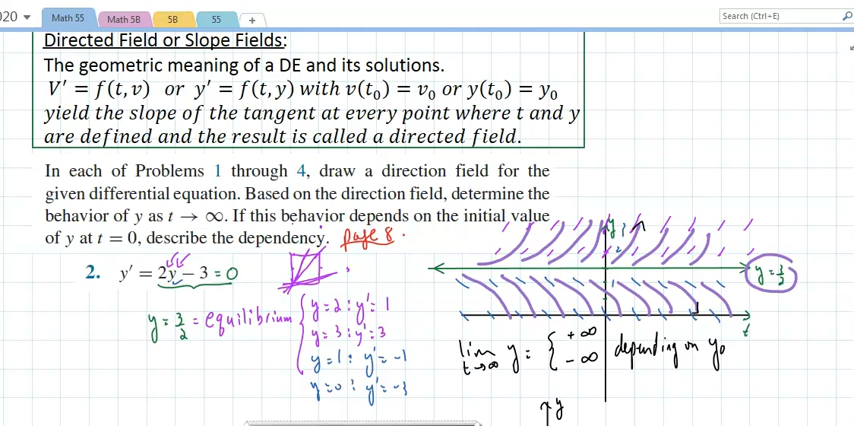 020
Math 55
Math 5B
5B
55
+
Search (Ctrl+E)
Directed Field or Slope Fields:
The geometric meaning of a DE and its solutions.
V′ = f(t, v) or y′ = f(t, y) with v(t₀) = v₀ or y(t₀) = y₀
yield the slope of the tangent at every point where t and y
are defined and the result is called a directed field.
In each of Problems 1 through 4, draw a direction field for the
given differential equation. Based on the direction field, determine the
behavior of y as t → ∞. If this behavior depends on the initial value
of y at t = 0, describe the dependency. page 8
2. y′ = 2y − 3 = 0
y = 3/2 = equilibrium
y = 2 : y′ = 1
y = 3 : y′ = 3
y = 1 : y′ = −1
y = 0 : y′ = −3
y
y = 3/2
t
lim t→∞ y = { +∞ −∞ depending on y₀
y